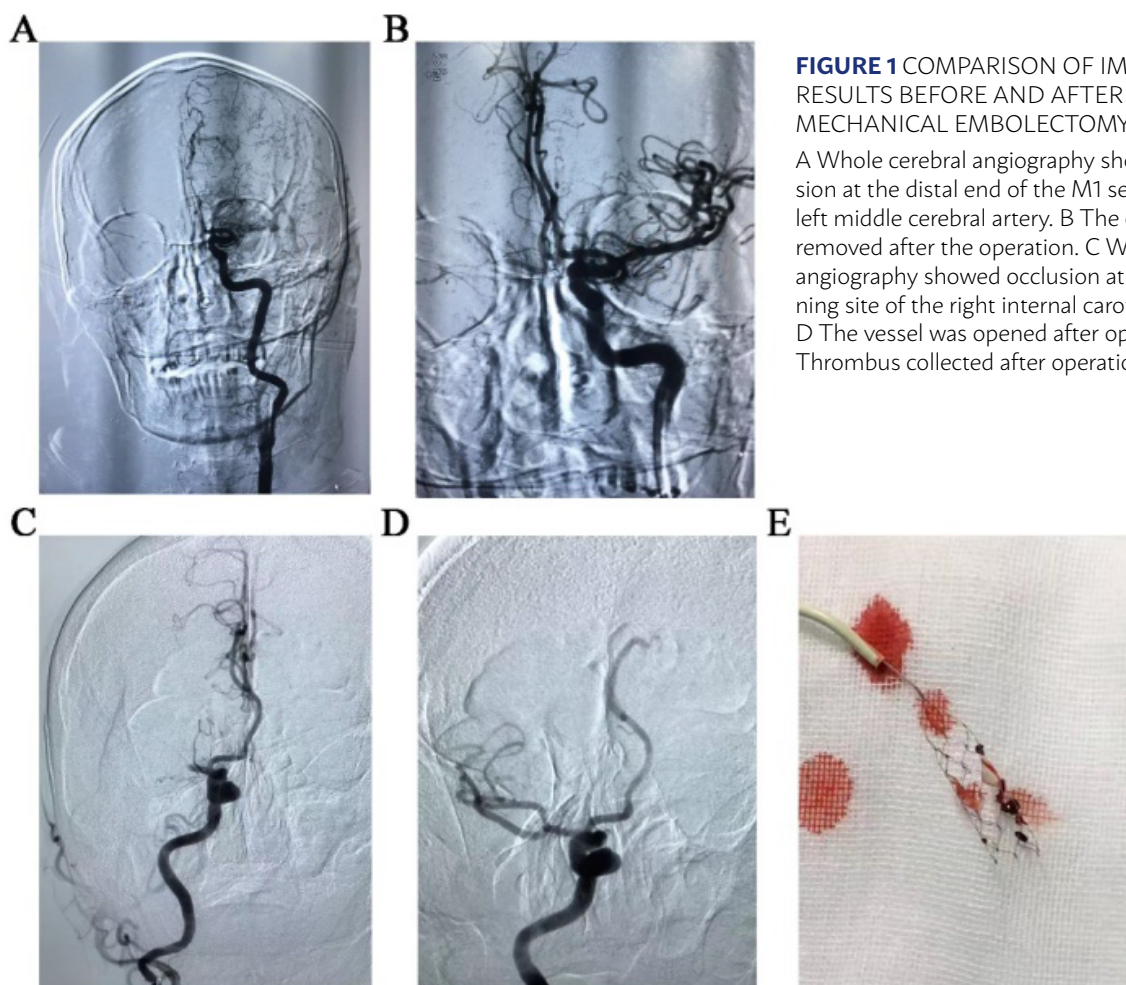 A
B
FIGURE 1 COMPARISON OF IM
RESULTS BEFORE AND AFTER
MECHANICAL EMBOLECTOMY
A Whole cerebral angiography sho
sion at the distal end of the M1 se
left middle cerebral artery. B The
removed after the operation. C W
angiography showed occlusion at
ning site of the right internal caro
D The vessel was opened after op
Thrombus collected after operatio
C
D
E